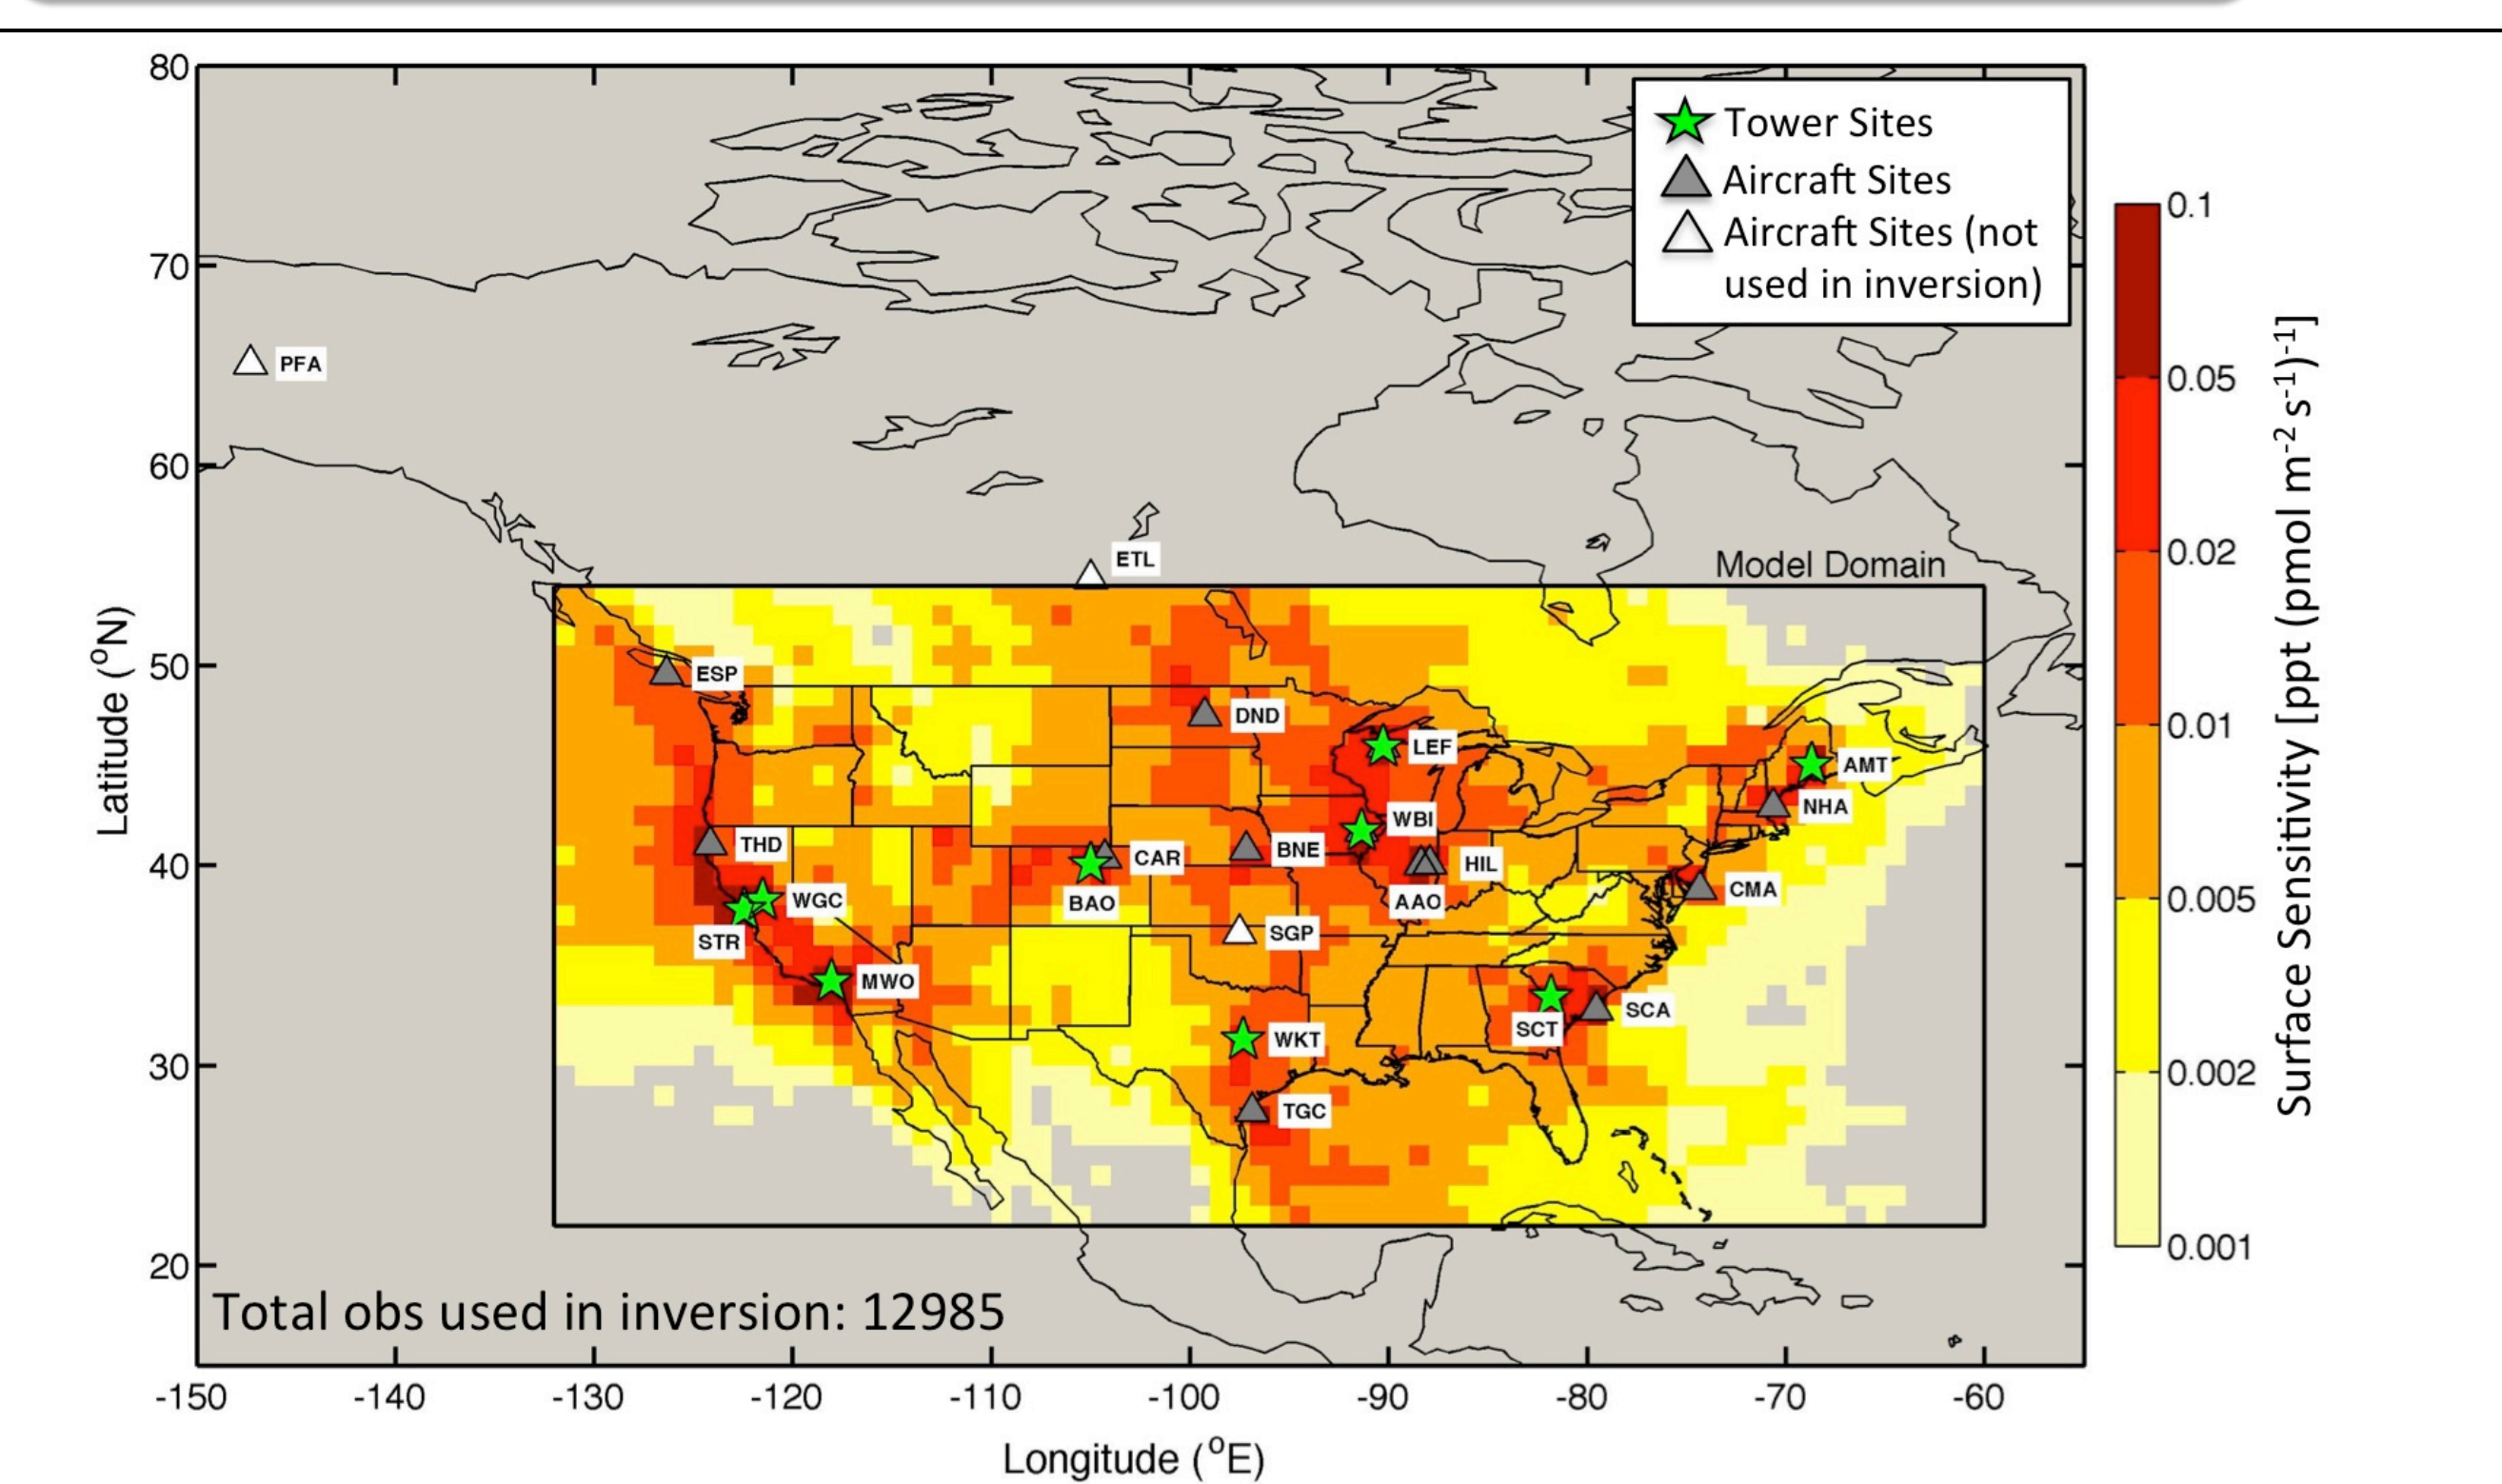 80
70
60
50
40
30
20
Latitude (°N)
-150
-140
-130
-120
-110
-100
-90
-80
-70
-60
Longitude (°E)
Tower Sites
Aircraft Sites
Aircraft Sites (not
used in inversion)
PFA
ETL
Model Domain
ESP
DND
LEF
AMT
NHA
WBI
THD
CAR
BNE
HIL
BAO
AAO
CMA
WGC
STR
SGP
MWO
SCA
SCT
WKT
TGC
Total obs used in inversion: 12985
0.1
0.05
0.02
0.01
0.005
0.002
0.001
Surface Sensitivity [ppt (pmol m⁻² s⁻¹)⁻¹]